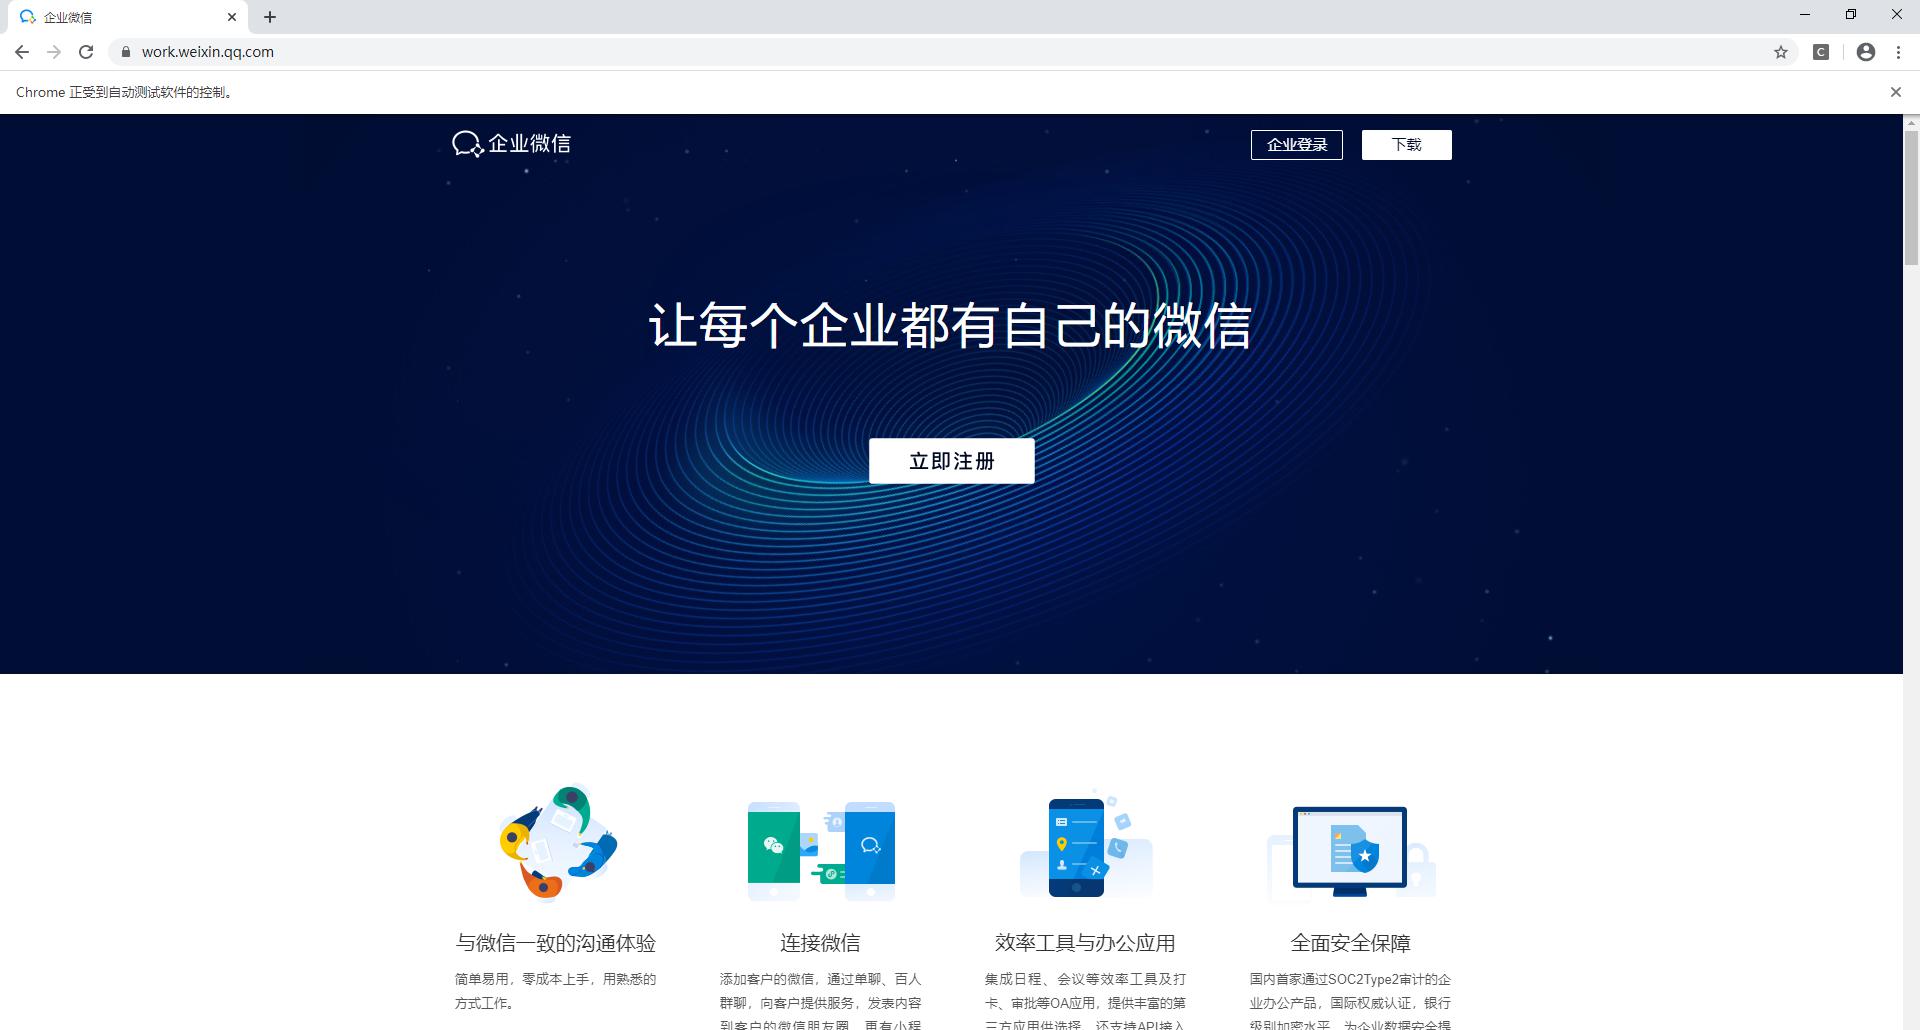 企业微信
work.weixin.qq.com
C
Chrome 正受到自动测试软件的控制。
企业微信
企业登录
下载
让每个企业都有自己的微信
立即注册
与微信一致的沟通体验
简单易用，零成本上手，用熟悉的
方式工作。
连接微信
添加客户的微信，通过单聊、百人
群聊，向客户提供服务，发表内容
到客户的微信朋友圈，更有小程
效率工具与办公应用
集成日程、会议等效率工具及打
卡、审批等OA应用，提供丰富的第
三方应用供选择，还支持API接入
全面安全保障
国内首家通过SOC2Type2审计的企
业办公产品，国际权威认证，银行
级别加密水平，为企业数据安全提